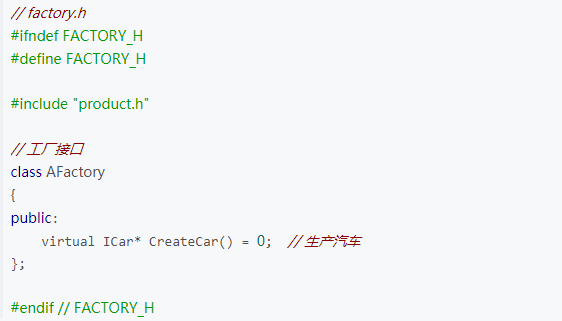 // factory.h
#ifndef FACTORY_H
#define FACTORY_H
#include "product.h"
// 工厂接口
class AFactory
{
public:
virtual ICar* CreateCar() = 0;  // 生产汽车
};
#endif // FACTORY_H